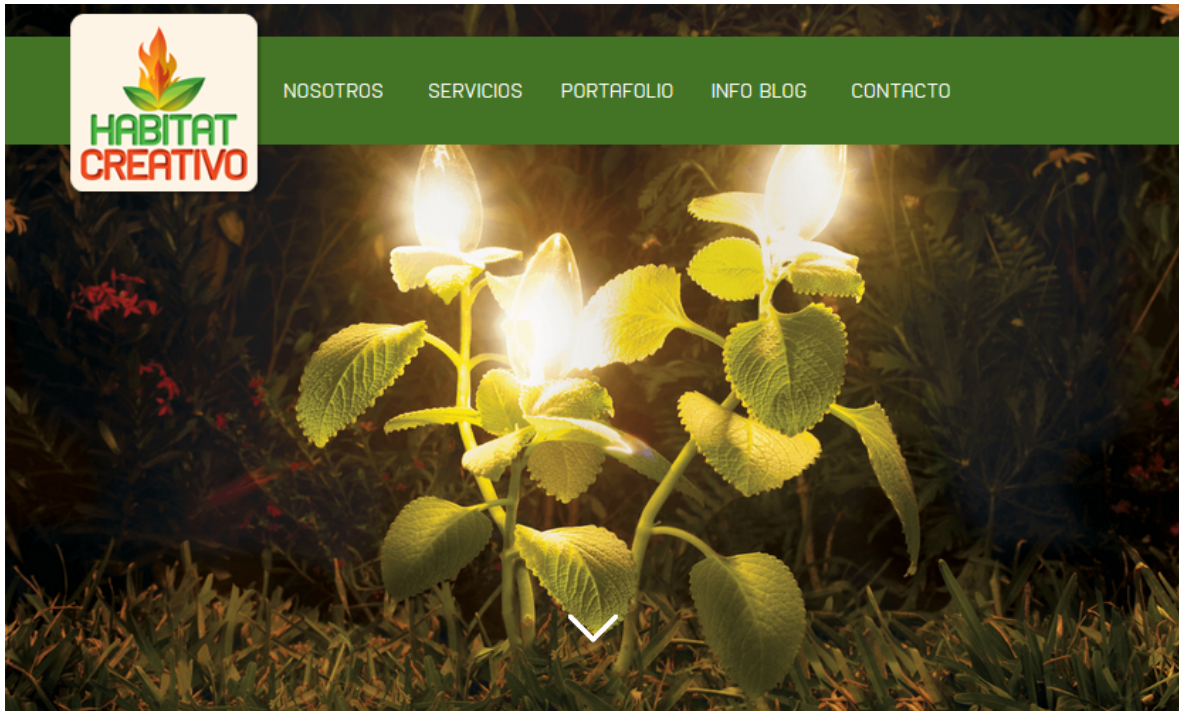 HABITAT
CREATIVO
NOSOTROS SERVICIOS PORTAFOLIO INFO BLOG CONTACTO